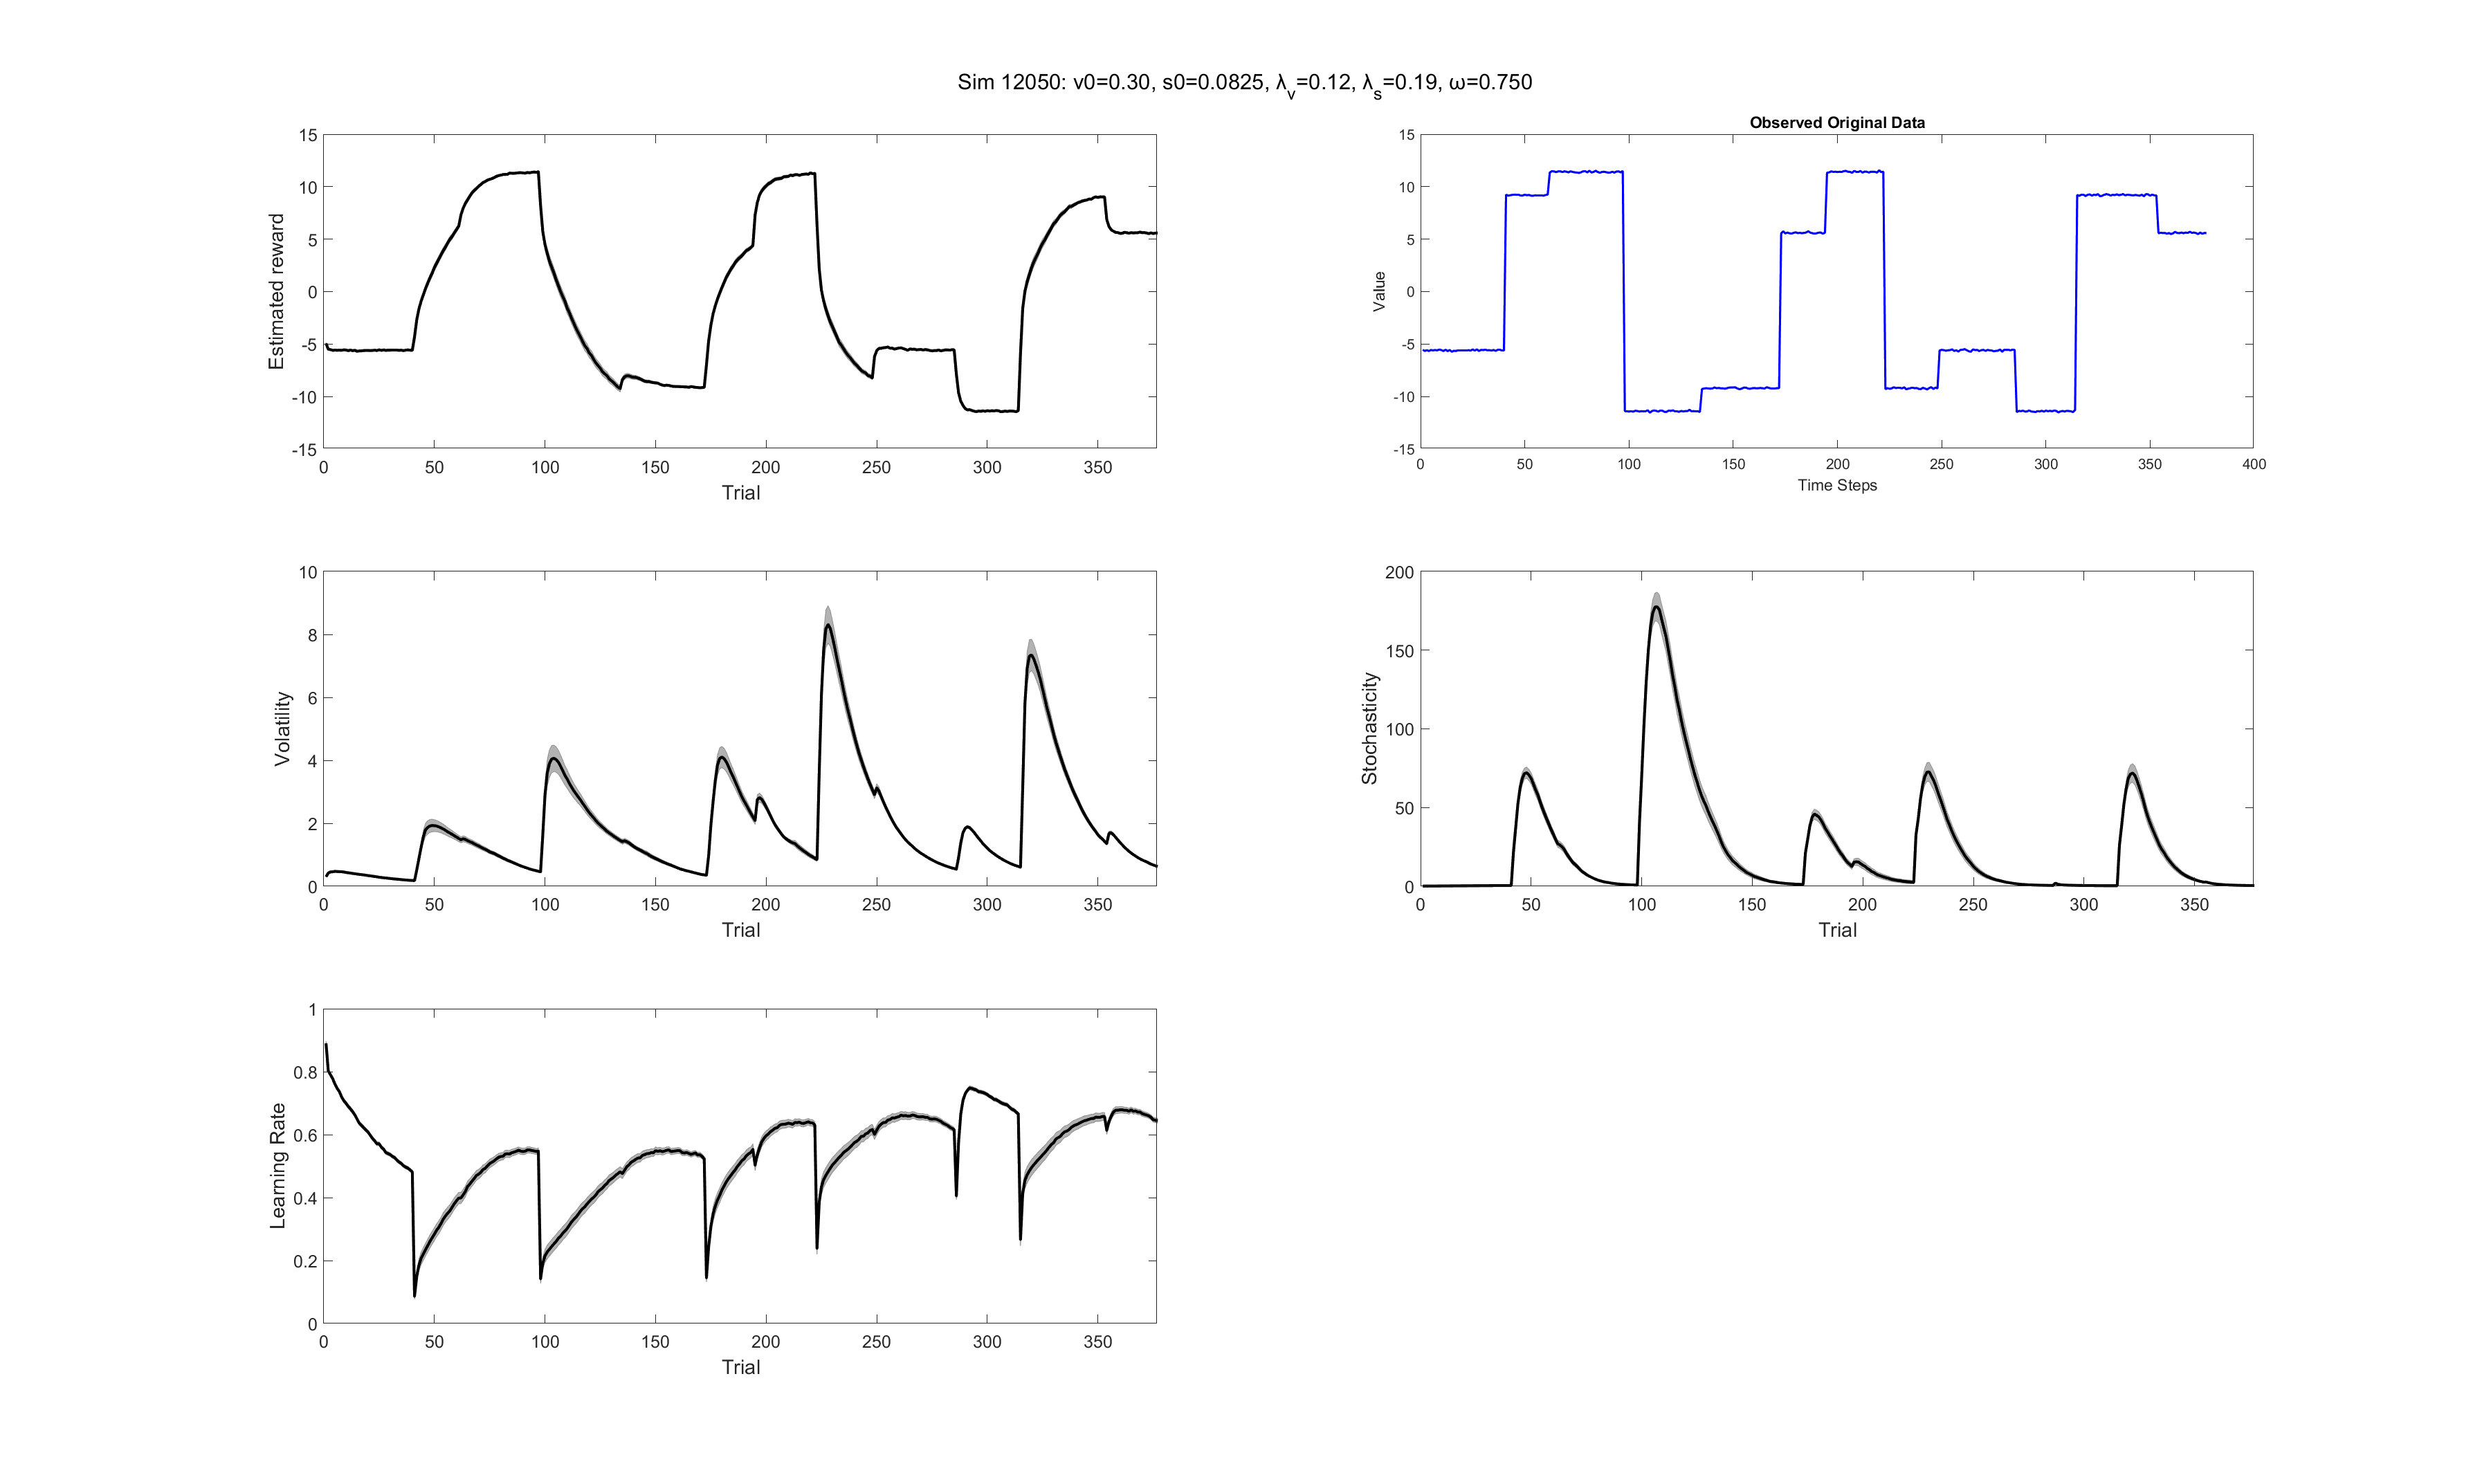 Sim 12050: v0=0.30, s0=0.0825, λv=0.12, λs=0.19, ω=0.750
15
10
5
0
-5
-10
-15
Estimated reward
0 50 100 150 200 250 300 350
Trial
Observed Original Data
15
10
5
0
-5
-10
-15
Value
0 50 100 150 200 250 300 350 400
Time Steps
10
8
6
4
2
0
Volatility
0 50 100 150 200 250 300 350
Trial
200
150
100
50
0
Stochasticity
0 50 100 150 200 250 300 350
Trial
1
0.8
0.6
0.4
0.2
0
Learning Rate
0 50 100 150 200 250 300 350
Trial